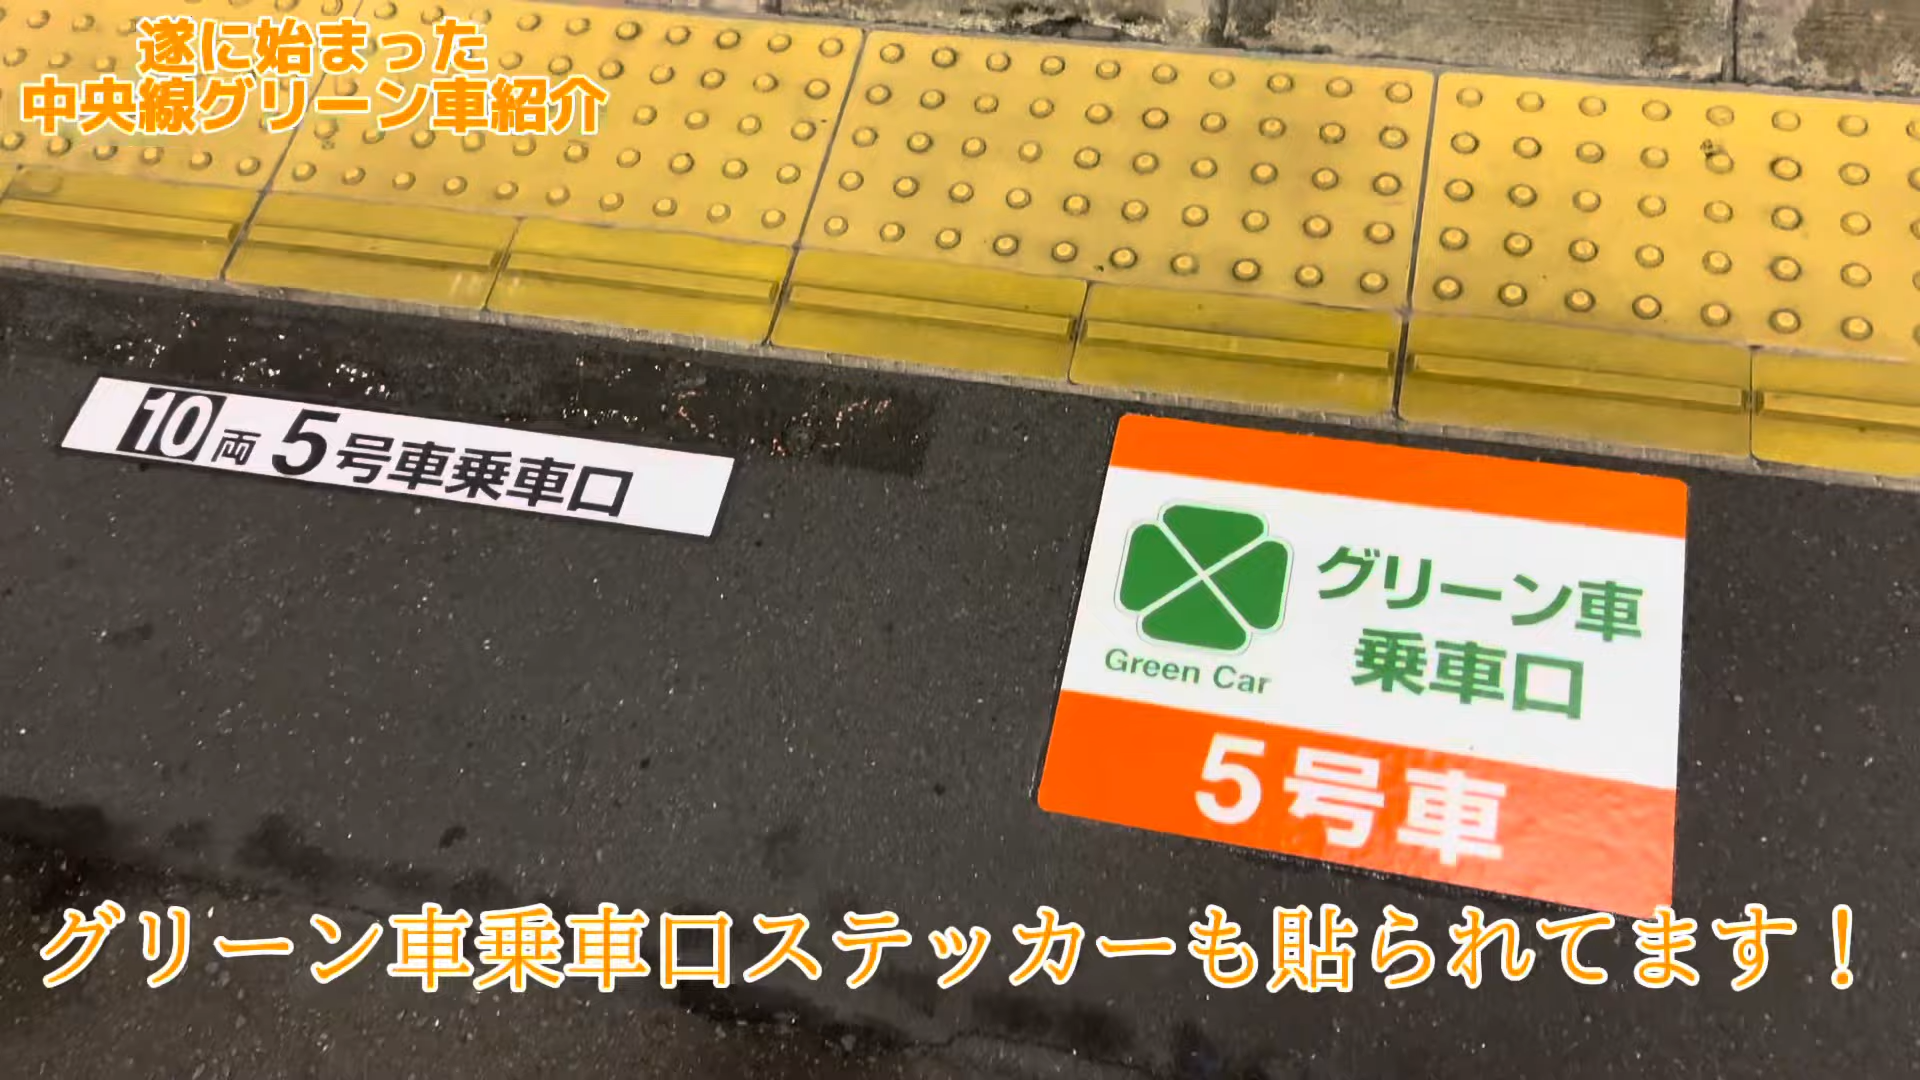 遂に始まった
中央線グリーン車紹介
10両 5号車乗車口
グリーン車
乗車口
Green Car
5号車
グリーン車乗車口ステッカーも貼られてます！